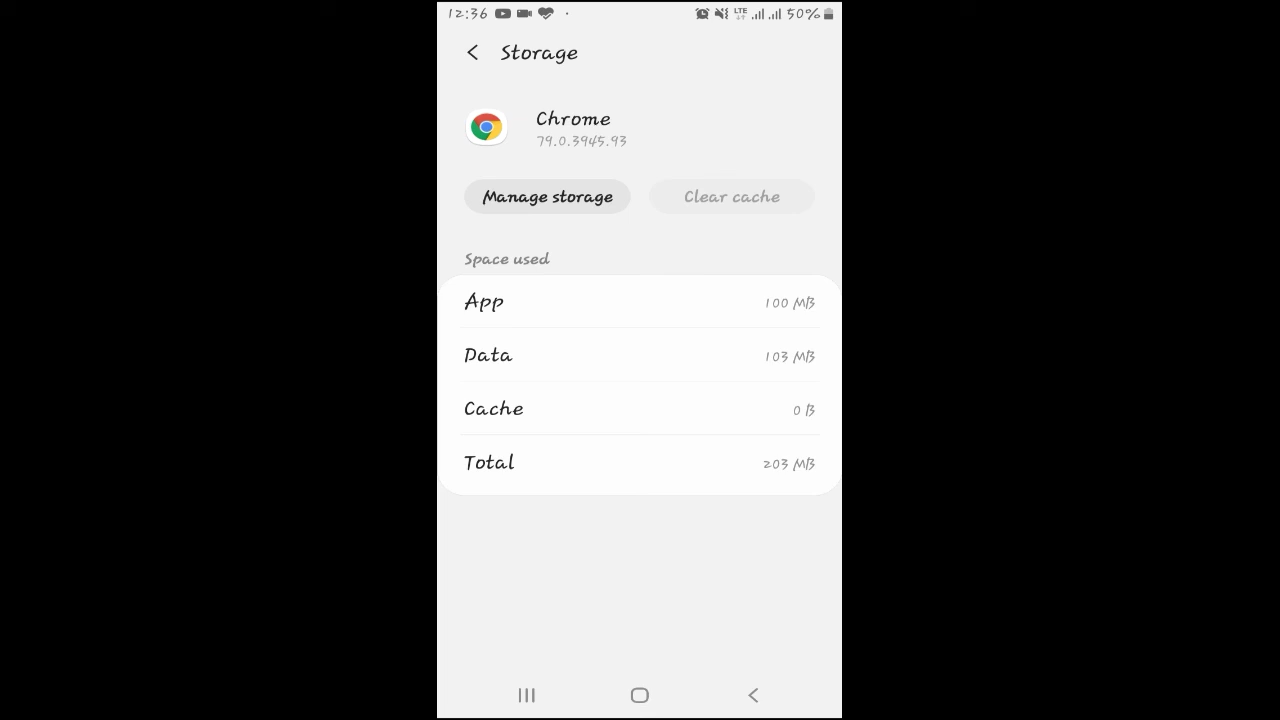 12:36 LTE 50%
Storage
Chrome
79.0.3945.93
Manage storage Clear cache
Space used
App 100 MB
Data 103 MB
Cache 0 B
Total 203 MB